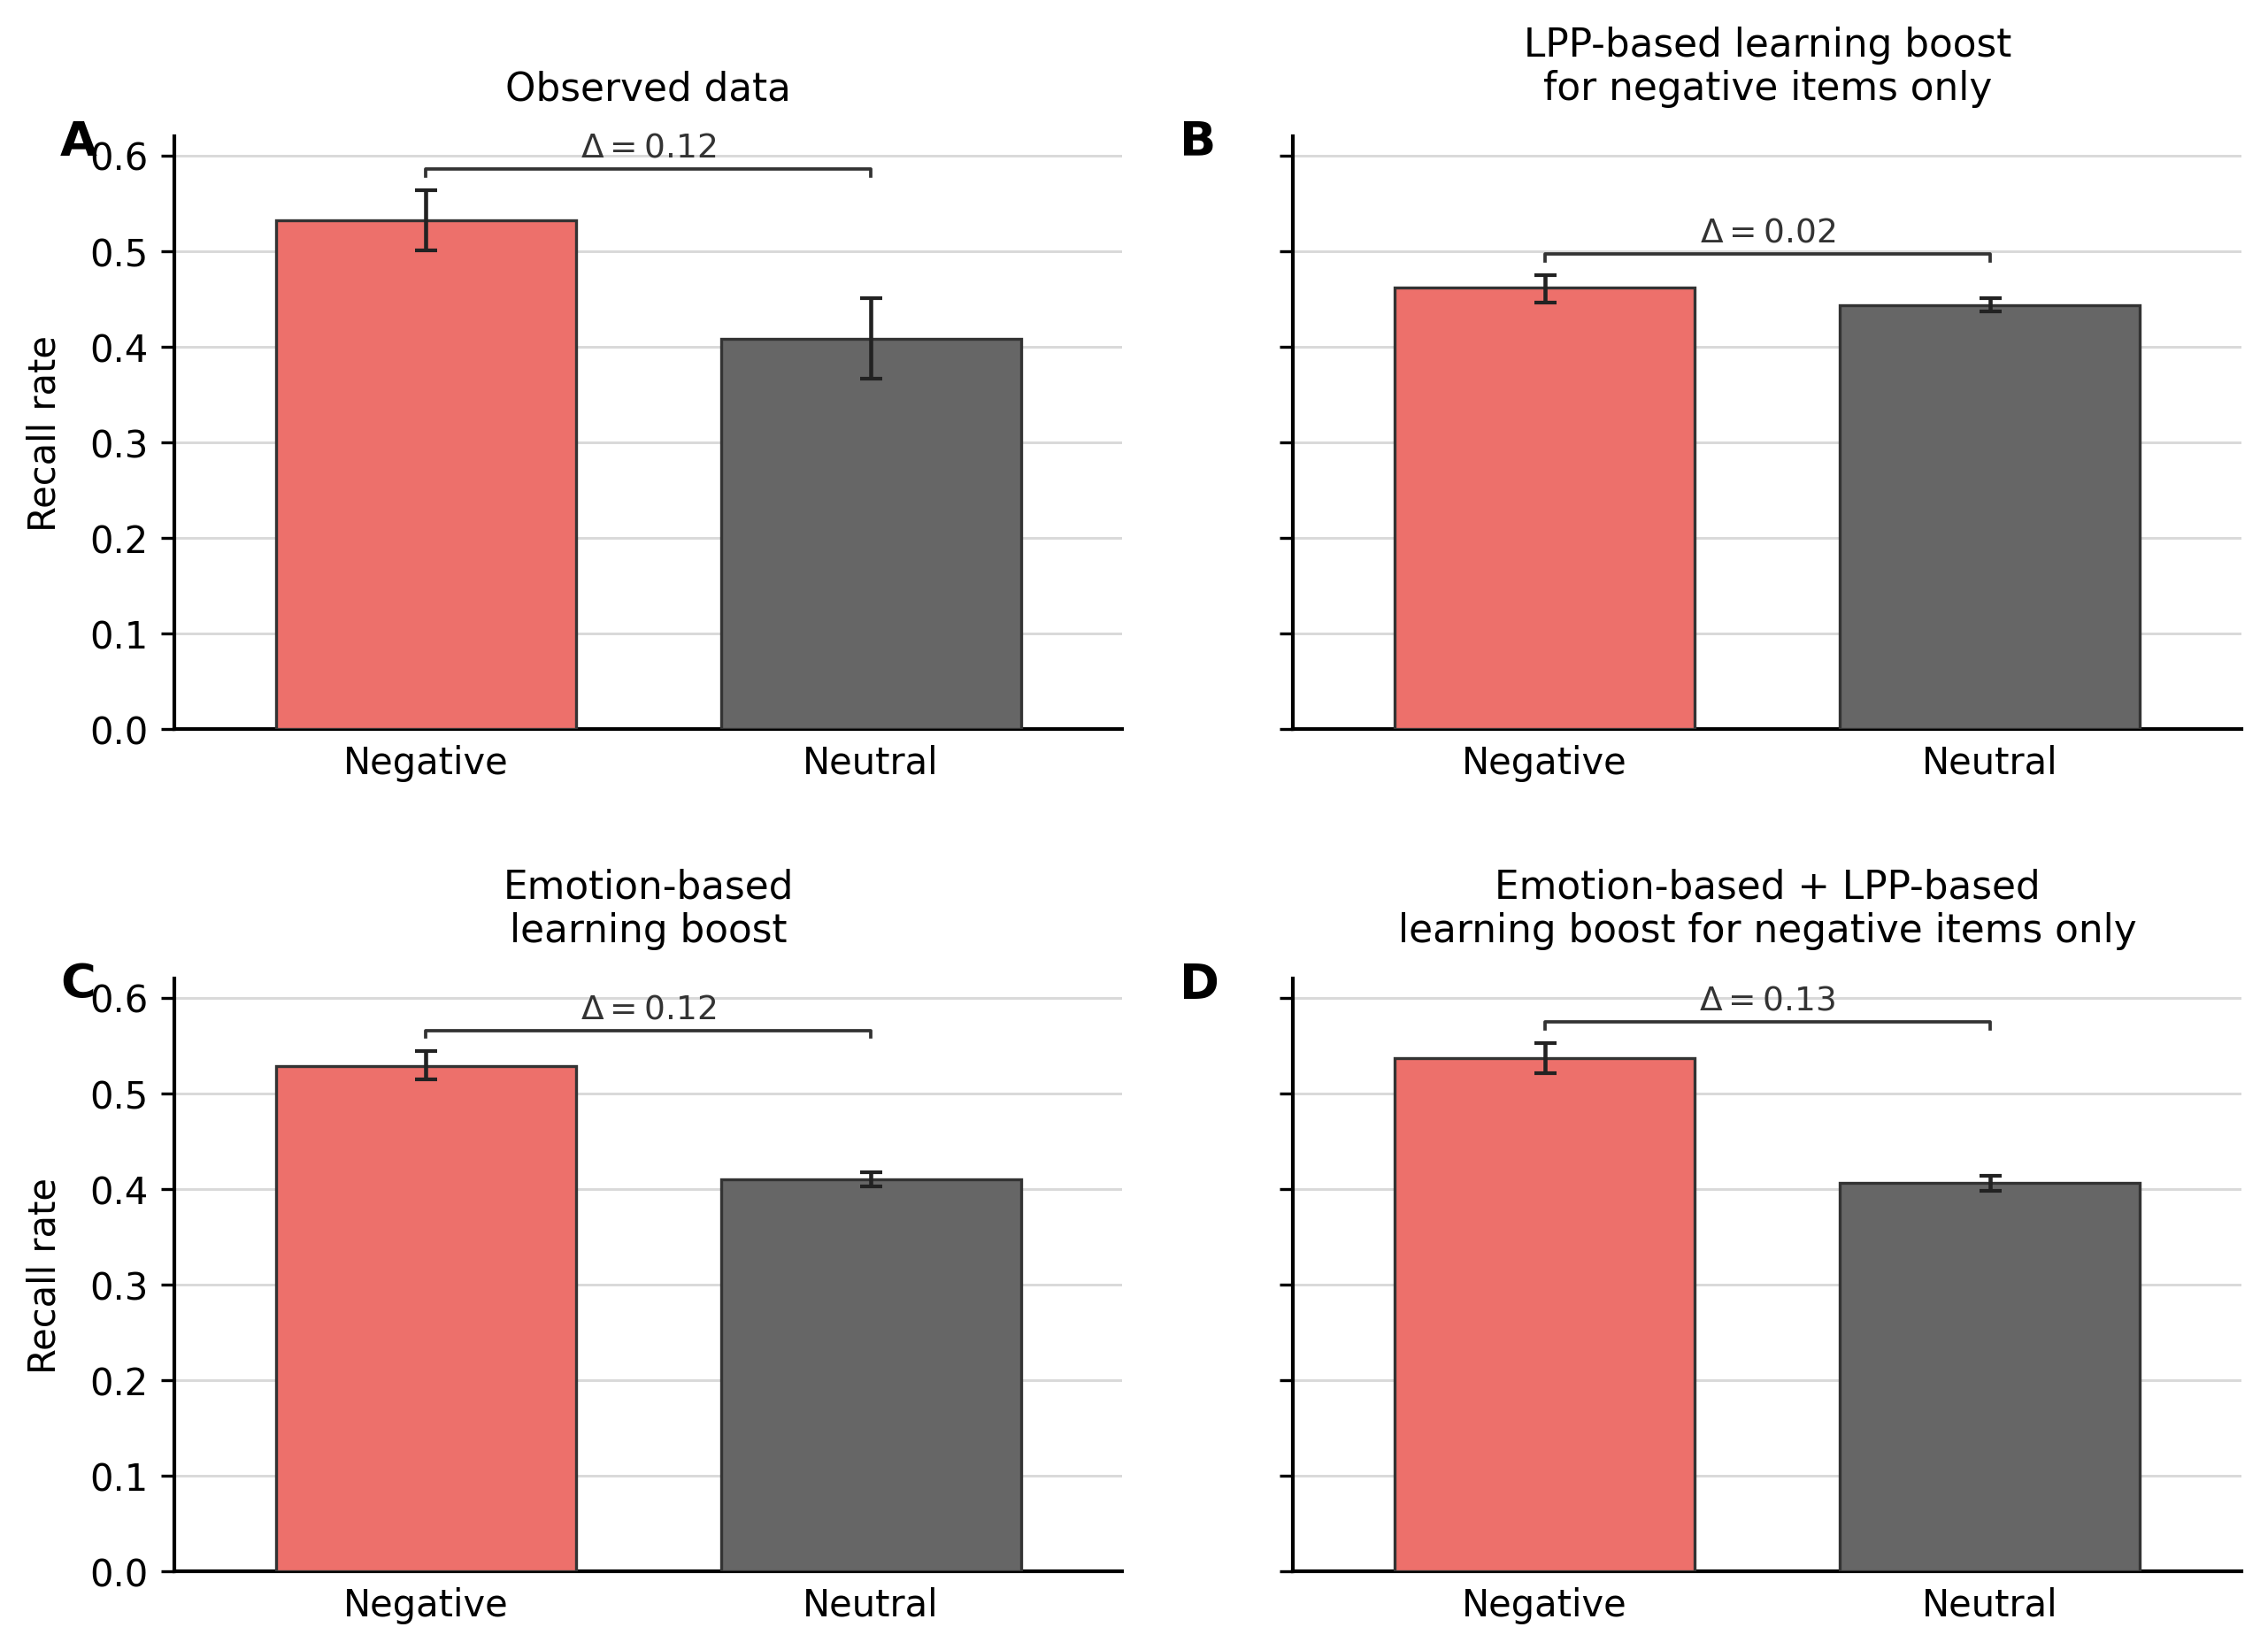 Observed data
A
Δ = 0.12
0.6
0.5
0.4
0.3
0.2
0.1
0.0
Recall rate
Negative
Neutral
LPP-based learning boost
for negative items only
B
Δ = 0.02
Negative
Neutral
Emotion-based
learning boost
C
Δ = 0.12
0.6
0.5
0.4
0.3
0.2
0.1
0.0
Recall rate
Negative
Neutral
Emotion-based + LPP-based
learning boost for negative items only
D
Δ = 0.13
Negative
Neutral